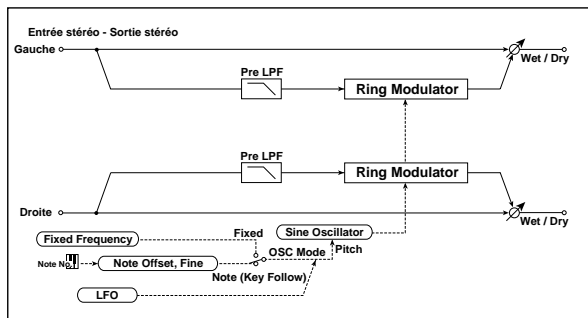 Entrée stéréo - Sortie stéréo
Gauche
Wet / Dry
Pre LPF
Ring Modulator
Pre LPF
Ring Modulator
Droite
Wet / Dry
Fixed Frequency
Fixed
Sine Oscillator
OSC Mode
Pitch
Note No.
Note Offset, Fine
Note (Key Follow)
LFO